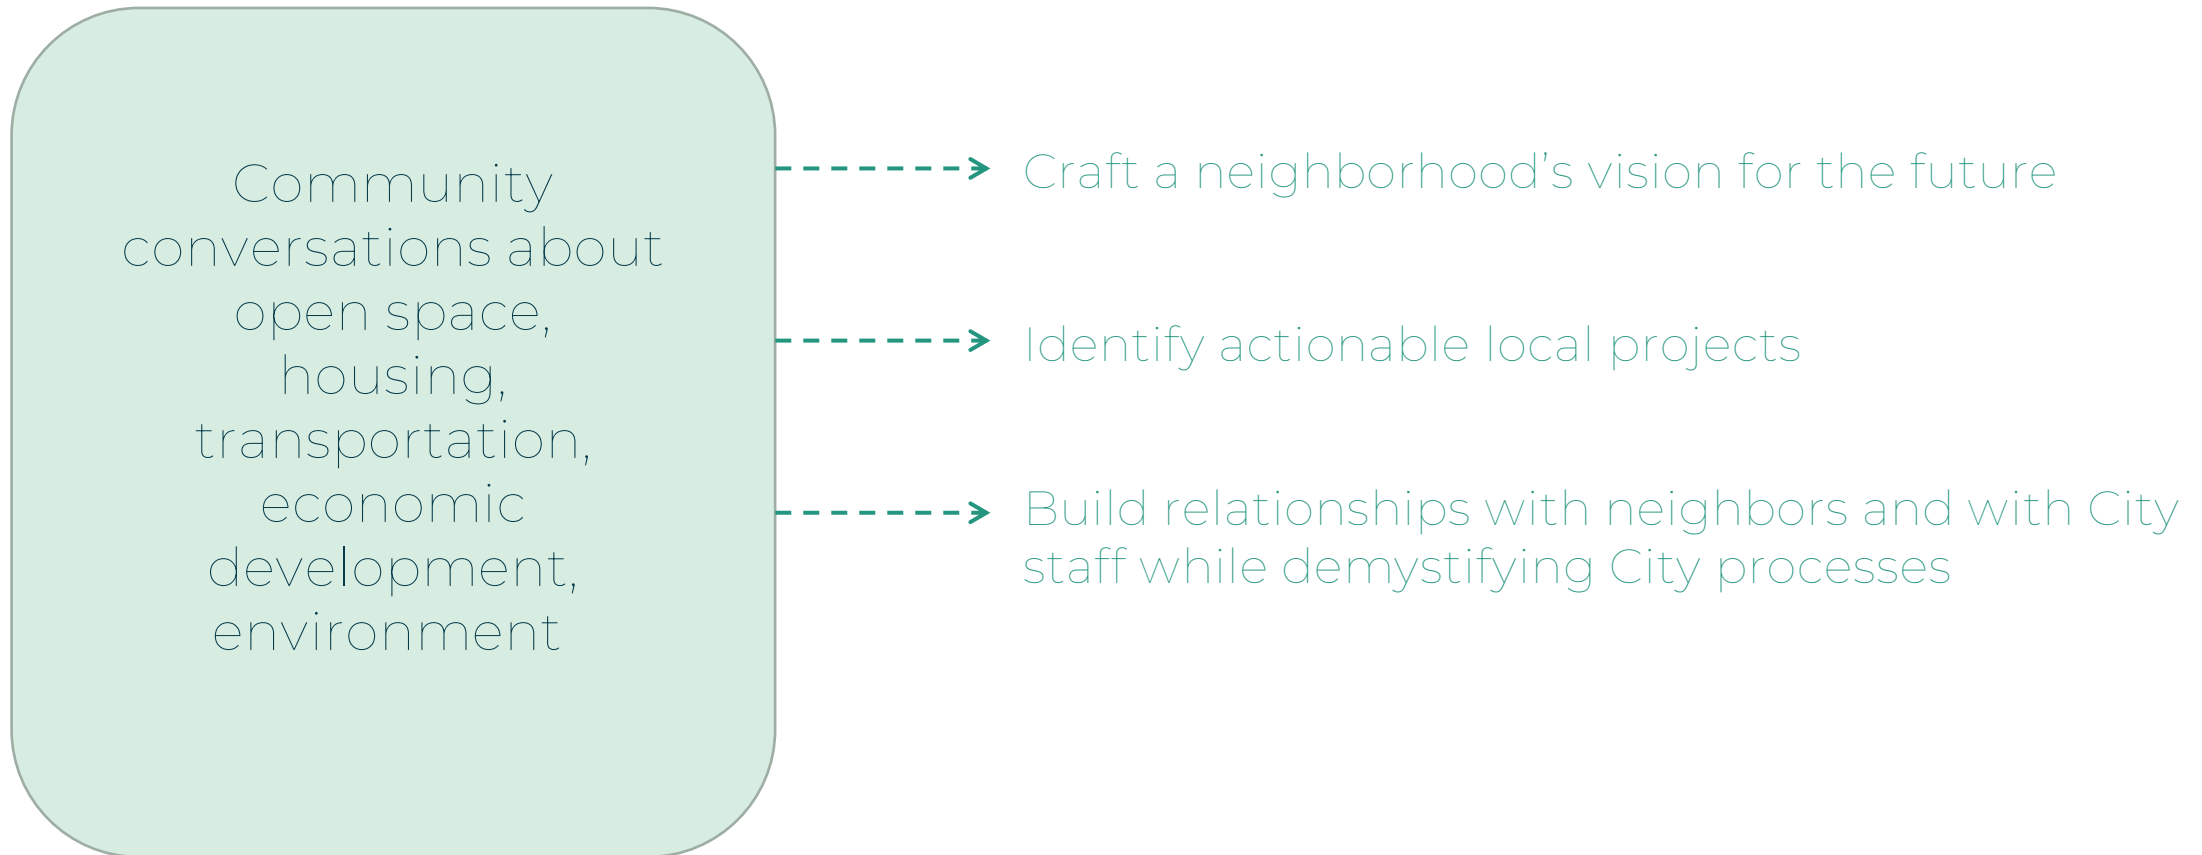 Community
conversations about
open space,
housing,
transportation,
economic
development,
environment
Craft a neighborhood’s vision for the future
Identify actionable local projects
Build relationships with neighbors and with City
staff while demystifying City processes